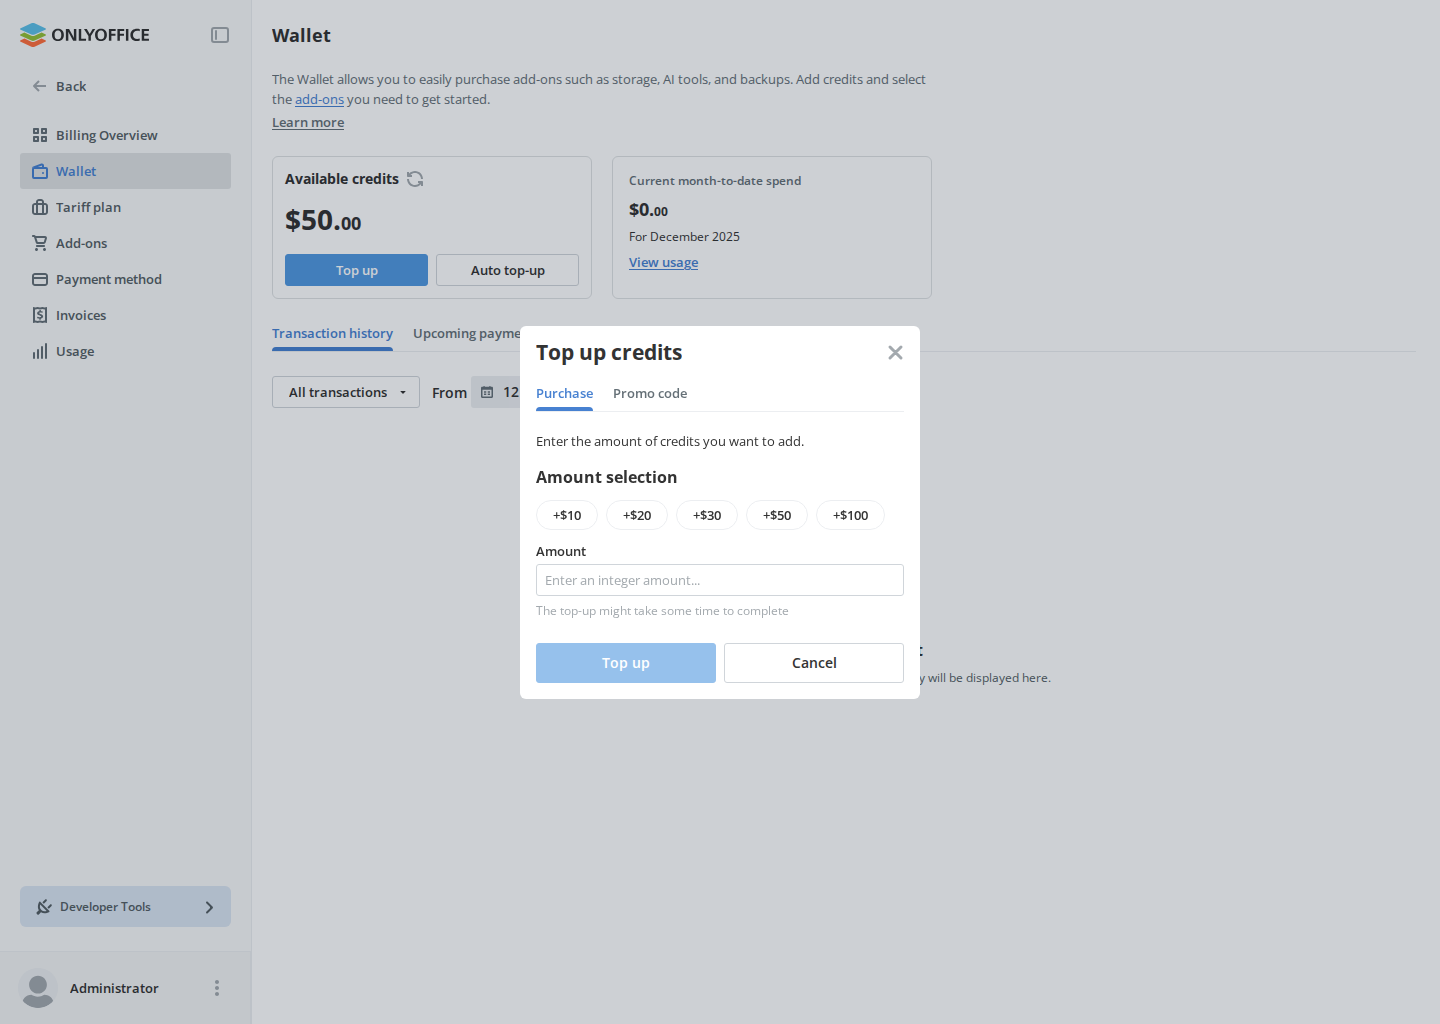 ONLYOFFICE
Back
Billing Overview
Wallet
Tariff plan
Add-ons
Payment method
Invoices
Usage
Developer Tools
Administrator
Wallet
The Wallet allows you to easily purchase add-ons such as storage, AI tools, and backups. Add credits and select
the add-ons you need to get started.
Learn more
Available credits
$50.00
Top up
Auto top-up
Current month-to-date spend
$0.00
For December 2025
View usage
Transaction history
Upcoming
All transactions
From
12
y will be displayed here.
Top up credits
Purchase
Promo code
Enter the amount of credits you want to add.
Amount selection
+$10
+$20
+$30
+$50
+$100
Amount
Enter an integer amount...
The top-up might take some time to complete
Top up
Cancel